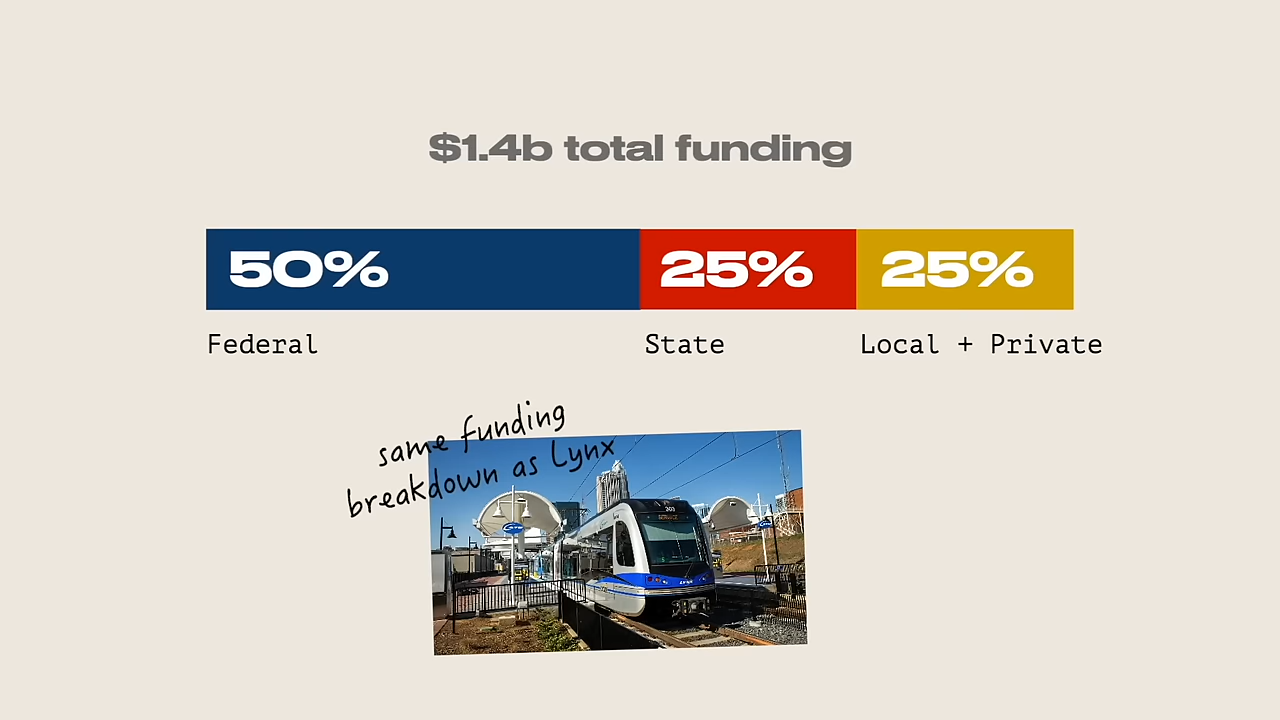 $1.4b total funding
50%
25%
25%
Federal
State
Local + Private
same funding
breakdown as Lynx